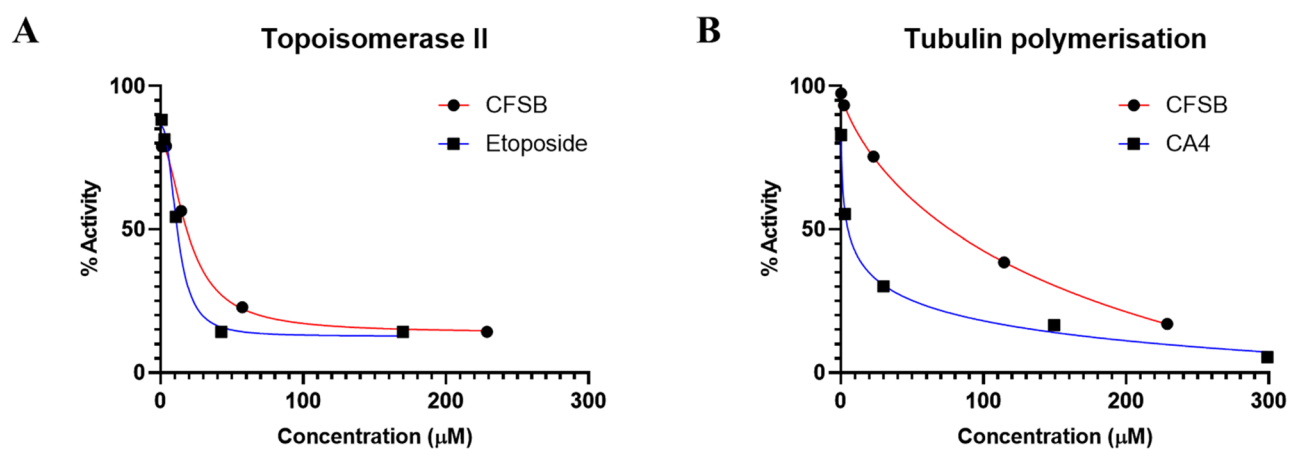 A
Topoisomerase II
CFSB
Etoposide
% Activity
100
50
0
0 100 200 300
Concentration (μM)
B
Tubulin polymerisation
CFSB
CA4
% Activity
100
50
0
0 100 200 300
Concentration (μM)